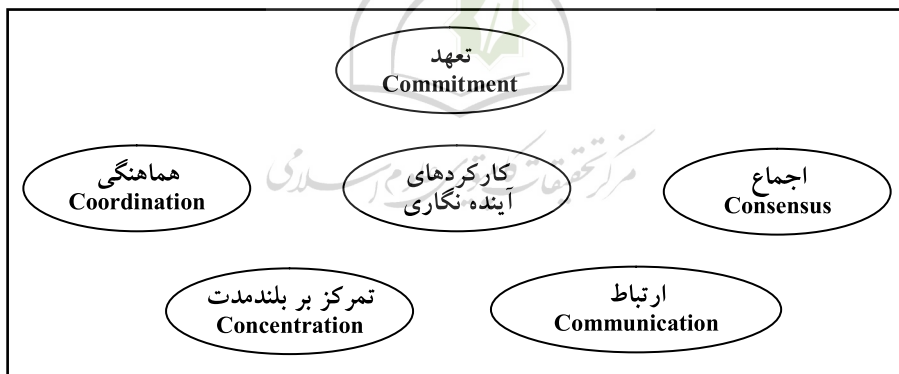 تعهد
Commitment
اجماع
Consensus
کارکردهای
آینده نگاری
هماهنگی
Coordination
ارتباط
Communication
تمرکز بر بلندمدت
Concentration